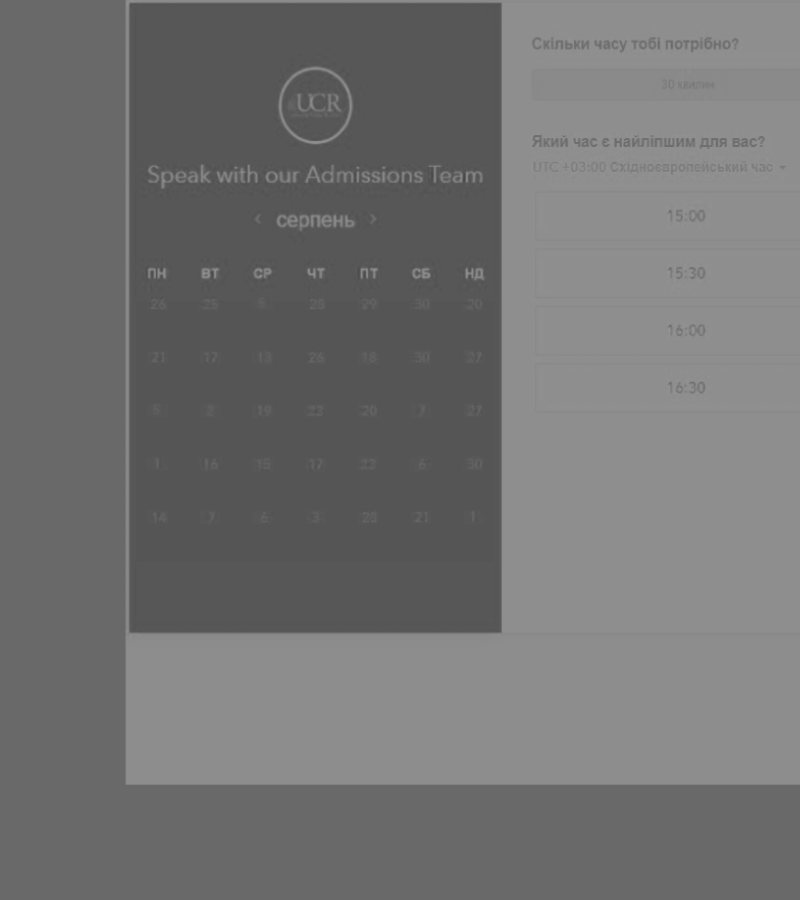 UCR
Speak with our Admissions Team
серпень
ПН ВТ СР ЧТ ПТ СБ НД
26 25 28 29 30 20
21 17 13 26 18 30 27
5 2 19 22 20 7 27
1 16 15 17 22 6 30
14 7 6 3 28 21 1
Скільки часу тобі потрібно?
30 хвилин
Який час є найліпшим для вас?
UTC +03:00 Східноєвропейський час
15:00
15:30
16:00
16:30